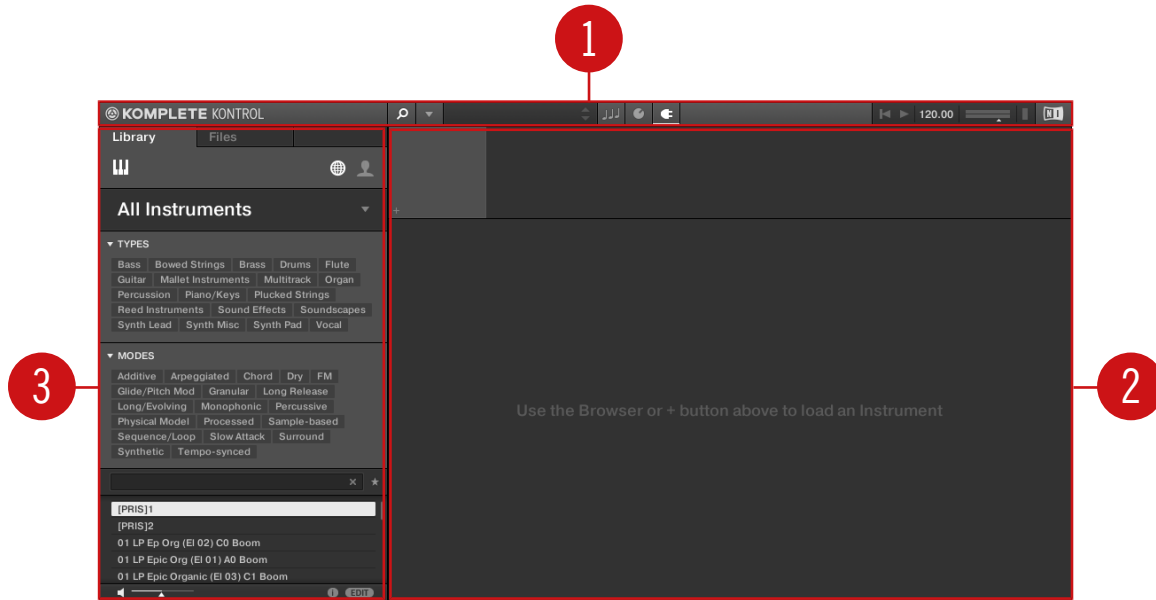 1
KOMPLETE KONTROL
120.00
Library Files
All Instruments
TYPES
Bass Bowed Strings Brass Drums Flute
Guitar Mallet Instruments Multitrack Organ
Percussion Piano/Keys Plucked Strings
Reed Instruments Sound Effects Soundscapes
Synth Lead Synth Misc Synth Pad Vocal
MODES
Additive Arpeggiated Chord Dry FM
Glide/Pitch Mod Granular Long Release
Long/Evolving Monophonic Percussive
Physical Model Processed Sample-based
Sequence/Loop Slow Attack Surround
Synthetic Tempo-synced
[PRIS]1
[PRIS]2
01 LP Ep Org (El 02) C0 Boom
01 LP Epic Org (El 01) A0 Boom
01 LP Epic Organic (El 03) C1 Boom
EDIT
3
+
Use the Browser or + button above to load an Instrument
2